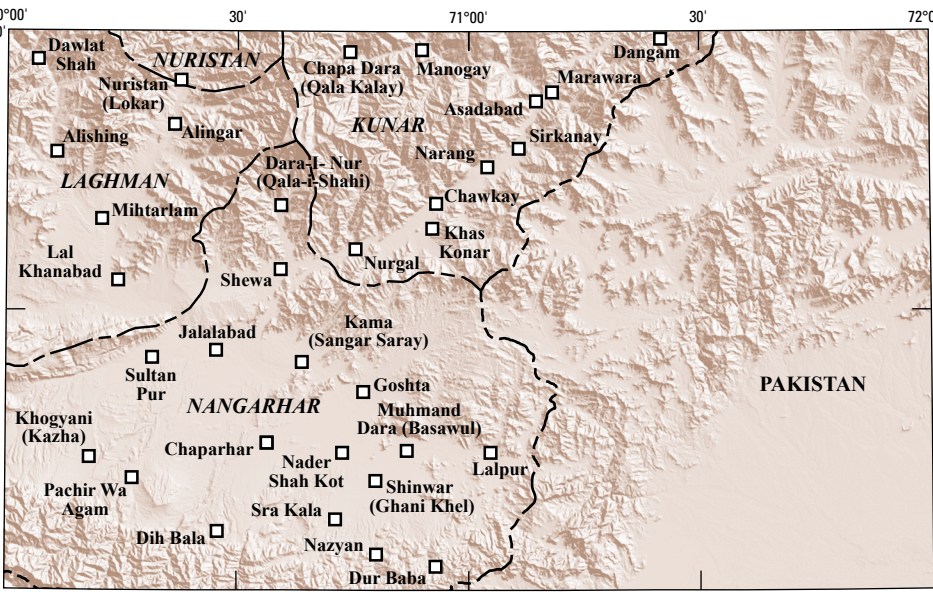 0°00'
30'
71°00'
30'
72°0
0'
Dawlat
Shah
NURISTAN
Nuristan
(Lokar)
Chapa Dara
(Qala Kalay)
Manogay
Dangam
Marawara
Asadabad
KUNAR
Alishing
Alingar
Sirkanay
Narang
Dara-I- Nur
(Qala-i-Shahi)
LAGHMAN
Mihtarlam
Chawkay
Khas
Konar
Lal
Khanabad
Shewa
Nurgal
Jalalabad
Kama
(Sangar Saray)
Sultan
Pur
PAKISTAN
Goshta
NANGARHAR
Muhmand
Dara (Basawul)
Khogyani
(Kazha)
Chaparhar
Nader
Shah Kot
Lalpur
Pachir Wa
Agam
Shinwar
(Ghani Khel)
Sra Kala
Dih Bala
Nazyan
Dur Baba